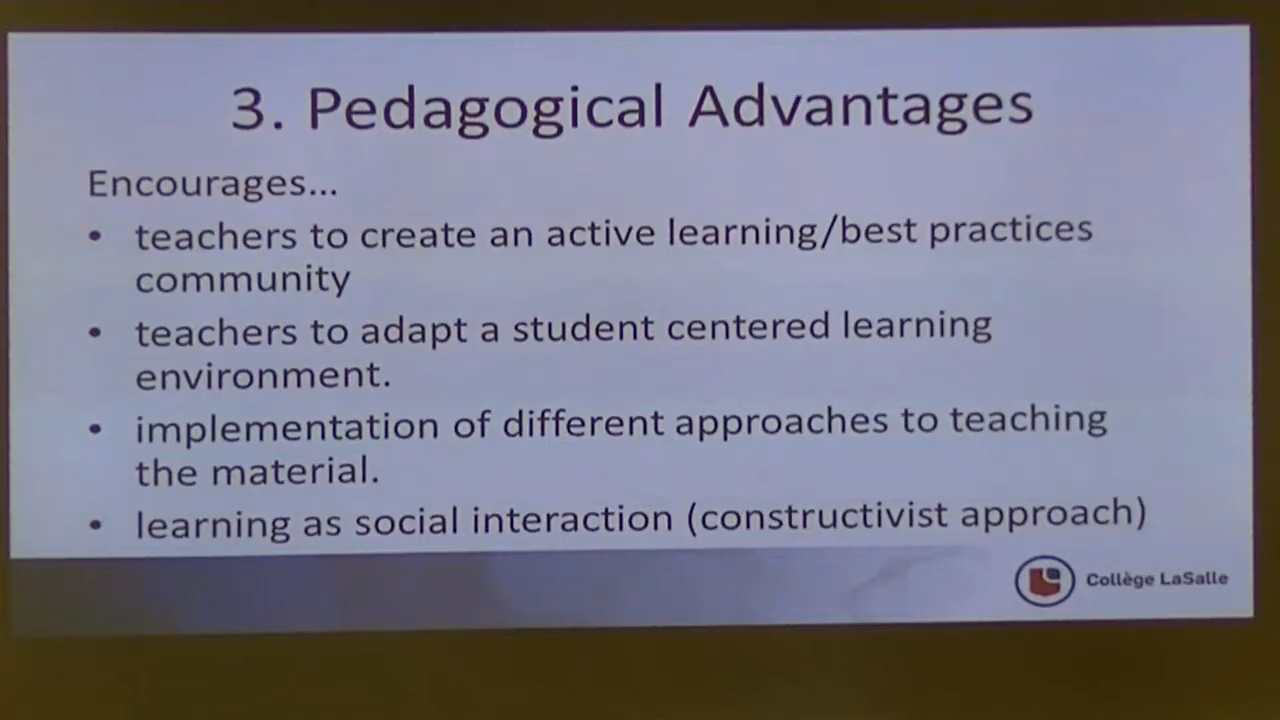 3. Pedagogical Advantages
Encourages...
• teachers to create an active learning/best practices
community
• teachers to adapt a student centered learning
environment.
• implementation of different approaches to teaching
the material.
• learning as social interaction (constructivist approach)
Collège LaSalle